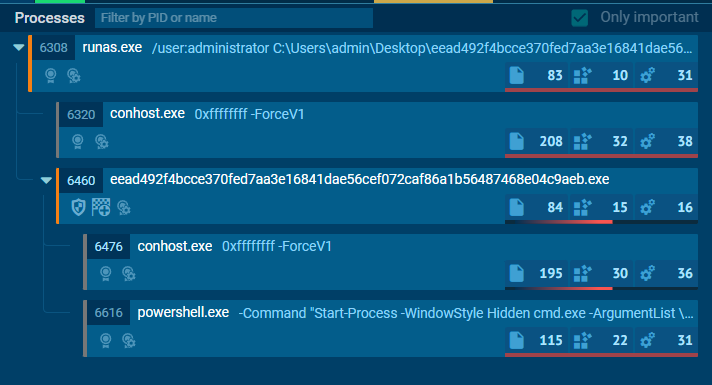 Processes Filter by PID or name Only important
6308 runas.exe /user:administrator C:\Users\admin\Desktop\eead492f4bcce370fed7aa3e16841dae56...
83 10 31
6320 conhost.exe 0xffffffff -ForceV1
208 32 38
6460 eead492f4bcce370fed7aa3e16841dae56cef072caf86a1b56487468e04c9aeb.exe
84 15 16
6476 conhost.exe 0xffffffff -ForceV1
195 30 36
6616 powershell.exe -Command "Start-Process -WindowStyle Hidden cmd.exe -ArgumentList \...
115 22 31